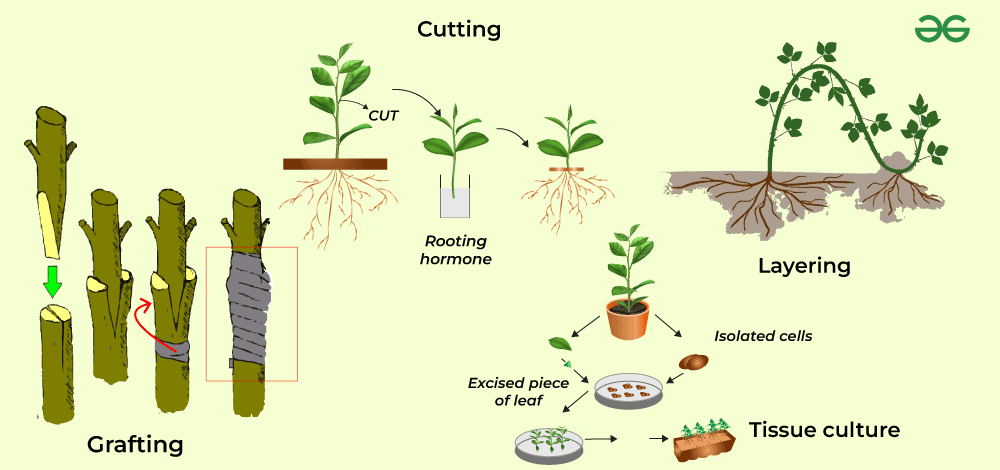 Cutting
CUT
Rooting
hormone
Layering
Isolated cells
Excised piece
of leaf
Tissue culture
Grafting